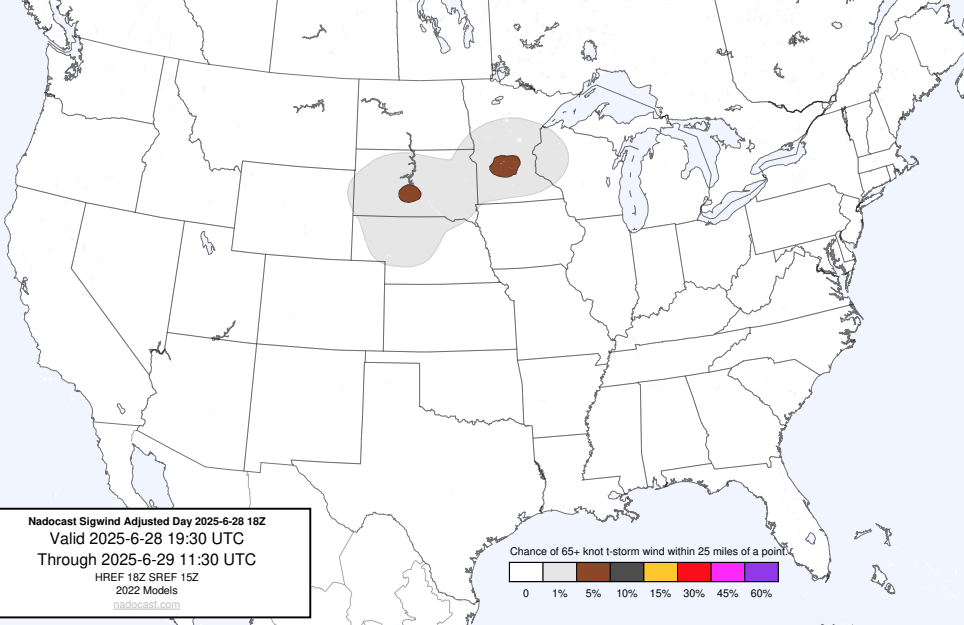 Nadocast Sigwind Adjusted Day 2025-6-28 18Z
Valid 2025-6-28 19:30 UTC
Through 2025-6-29 11:30 UTC
HREF 18Z SREF 15Z
2022 Models
nadocast.com
Chance of 65+ knot t-storm wind within 25 miles of a point.
0 1% 5% 10% 15% 30% 45% 60%